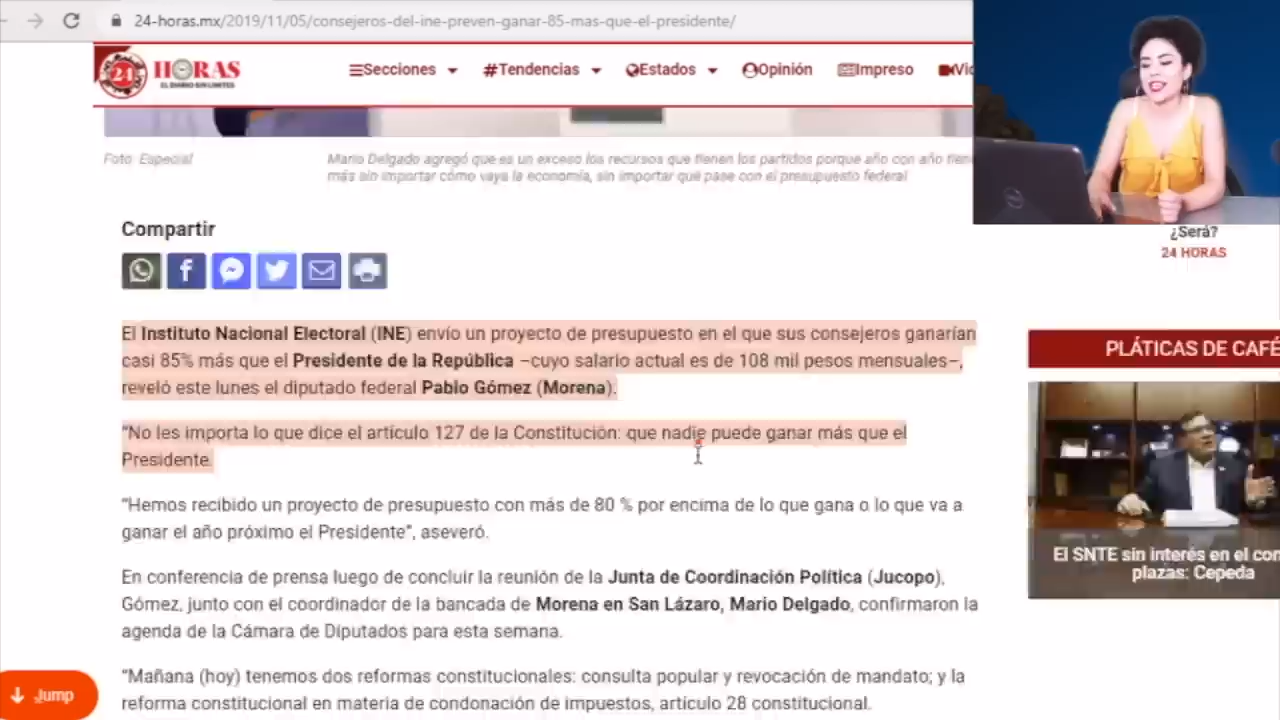 24-horas.mx/2019/11/05/consejeros-del-ine-preven-ganar-85-mas-que-el-presidente/
24 HORAS
EL DIARIO SIN LÍMITES
Secciones #Tendencias Estados Opinión Impreso
Foto: Especial
Mario Delgado agregó que es un exceso los recursos que tienen los partidos porque año con año
más sin importar cómo vaya la economía, sin importar qué pase con el presupuesto federal
¿Será?
24 HORAS
Compartir
El Instituto Nacional Electoral (INE) envío un proyecto de presupuesto en el que sus consejeros ganarían
casi 85% más que el Presidente de la República –cuyo salario actual es de 108 mil pesos mensuales–,
reveló este lunes el diputado federal Pablo Gómez (Morena).
“No les importa lo que dice el artículo 127 de la Constitución: que nadie puede ganar más que el
Presidente.
“Hemos recibido un proyecto de presupuesto con más de 80 % por encima de lo que gana o lo que va a
ganar el año próximo el Presidente”, aseveró.
En conferencia de prensa luego de concluir la reunión de la Junta de Coordinación Política (Jucopo),
Gómez, junto con el coordinador de la bancada de Morena en San Lázaro, Mario Delgado, confirmaron la
agenda de la Cámara de Diputados para esta semana.
“Mañana (hoy) tenemos dos reformas constitucionales: consulta popular y revocación de mandato; y la
reforma constitucional en materia de condonación de impuestos, artículo 28 constitucional.
PLÁTICAS DE CAFÉ
El SNTE sin interés en el
plazas: Cepeda
Jump